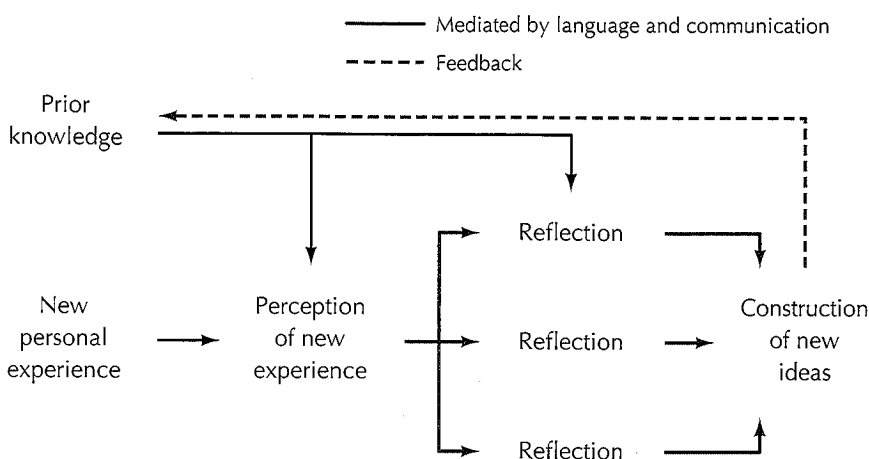 Mediated by language and communication
Feedback
Prior
knowledge
Reflection
New
personal
experience
Perception
of new
experience
Reflection
Construction
of new
ideas
Reflection